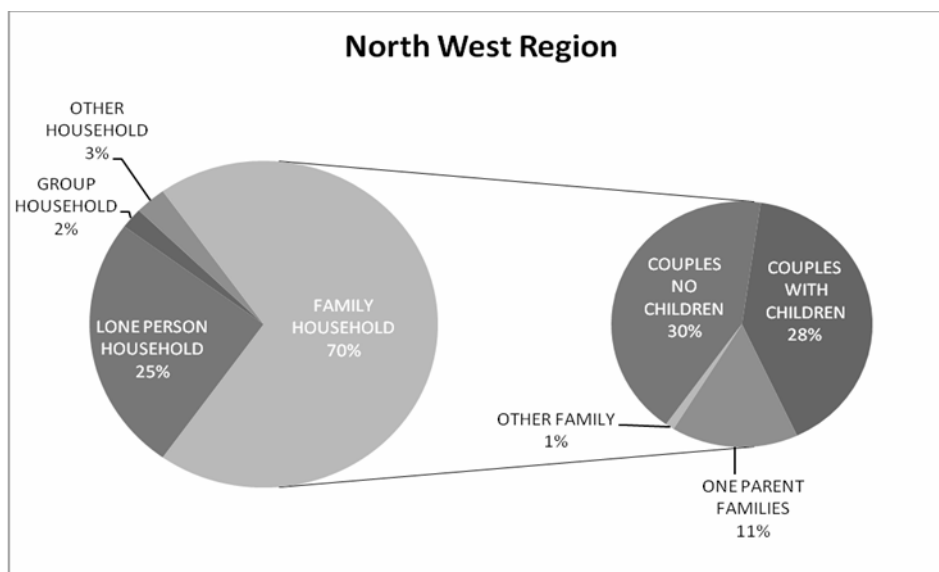 North West Region
OTHER
HOUSEHOLD
3%
GROUP
HOUSEHOLD
2%
LONE PERSON
HOUSEHOLD
25%
FAMILY
HOUSEHOLD
70%
COUPLES
NO
CHILDREN
30%
COUPLES
WITH
CHILDREN
28%
OTHER FAMILY
1%
ONE PARENT
FAMILIES
11%